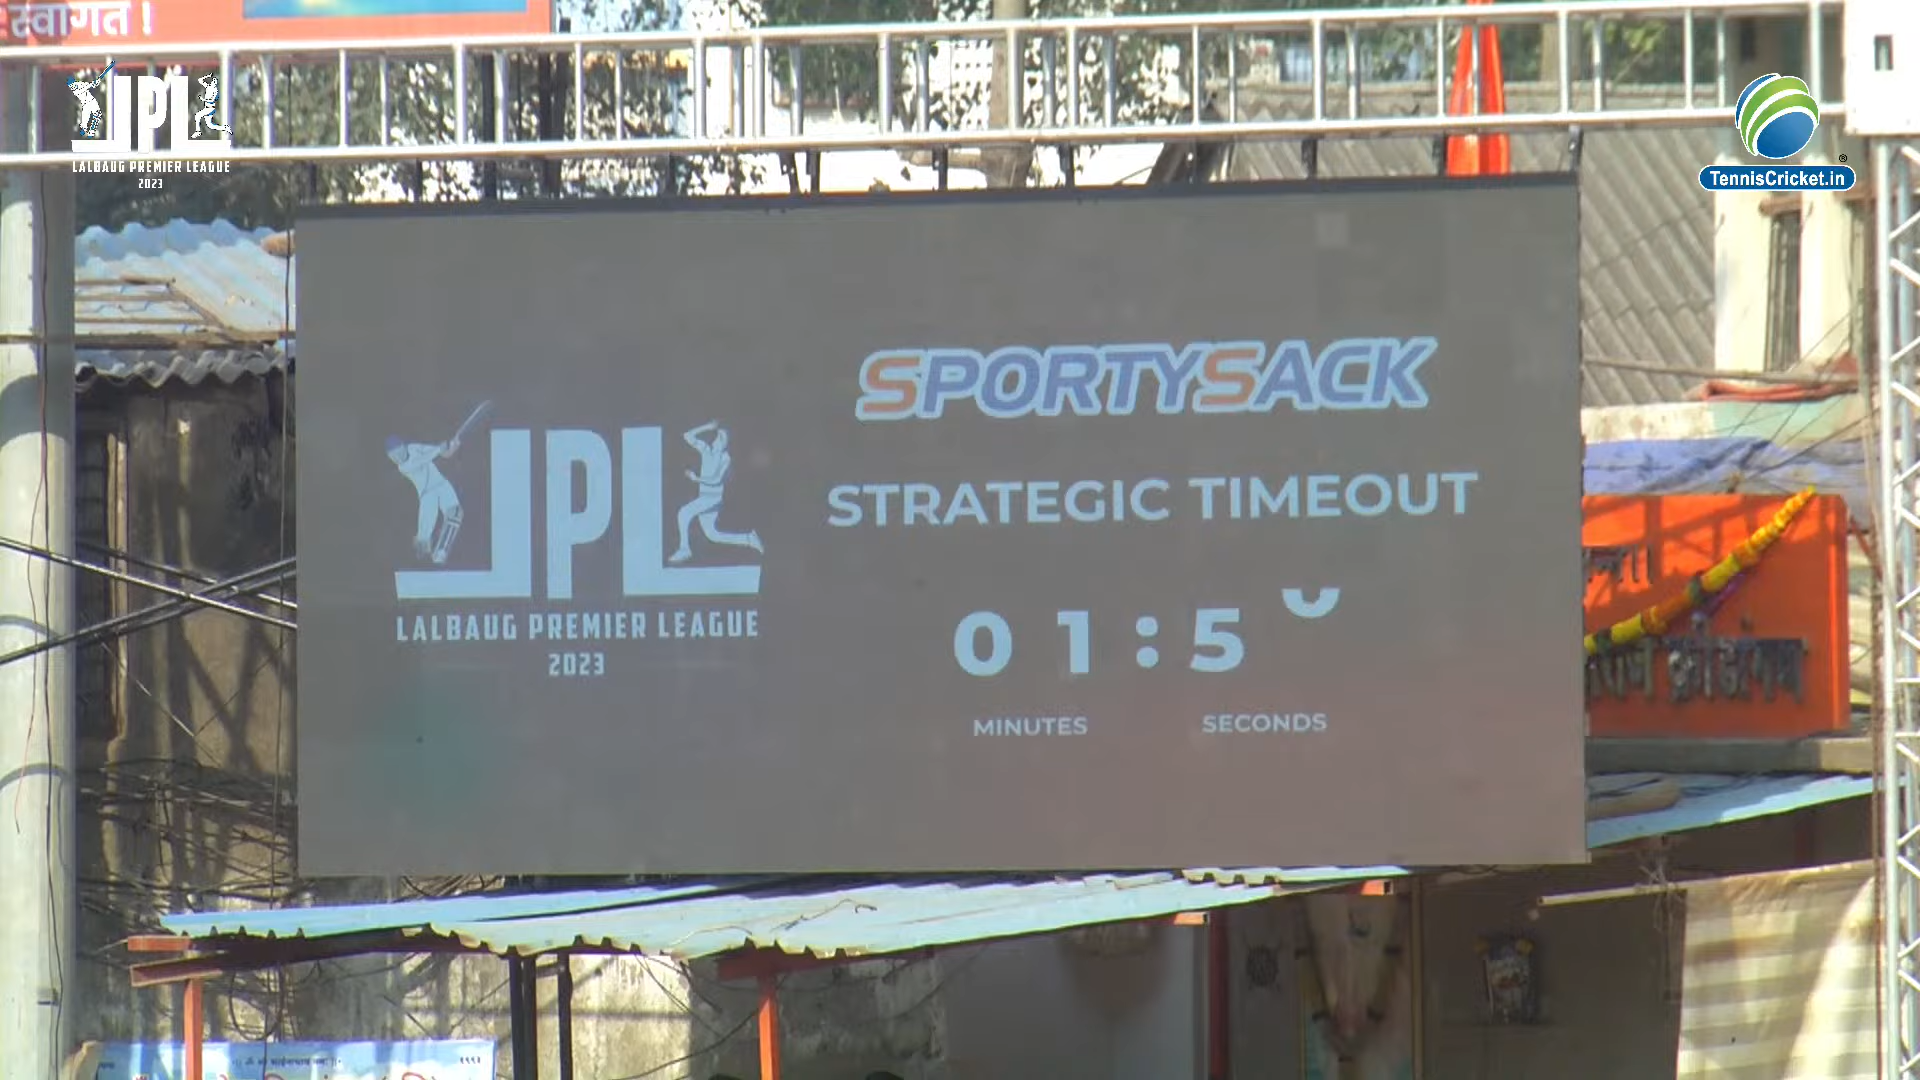 स्वागत !
LPL
LALBAUG PREMIER LEAGUE
2023
TennisCricket.in
SPORTYSACK
STRATEGIC TIMEOUT
LPL
LALBAUG PREMIER LEAGUE
2023
01:5
MINUTES
SECONDS